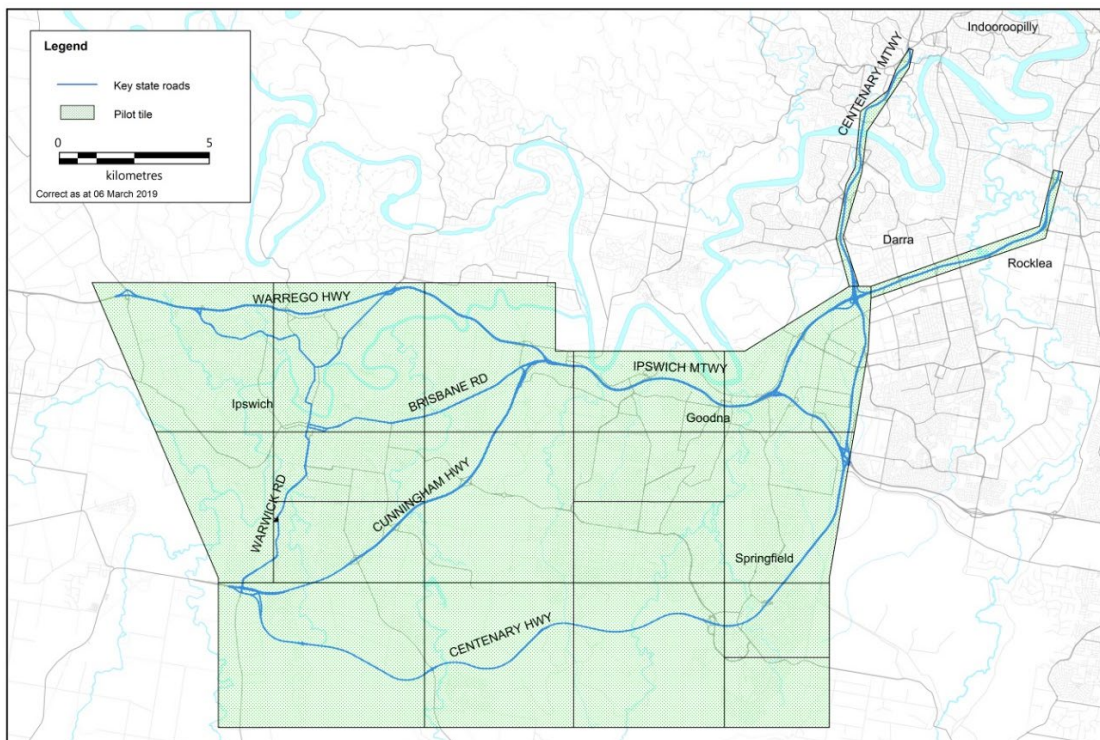 Legend
Key state roads
Pilot tile
0 5
kilometres
Correct as at 06 March 2019
Indooroopilly
CENTENARY MTWY
Darra
Rocklea
WARREGO HWY
IPSWICH MTWY
BRISBANE RD
Ipswich
Goodna
CUNNINGHAM HWY
WARWICK RD
Springfield
CENTENARY HWY